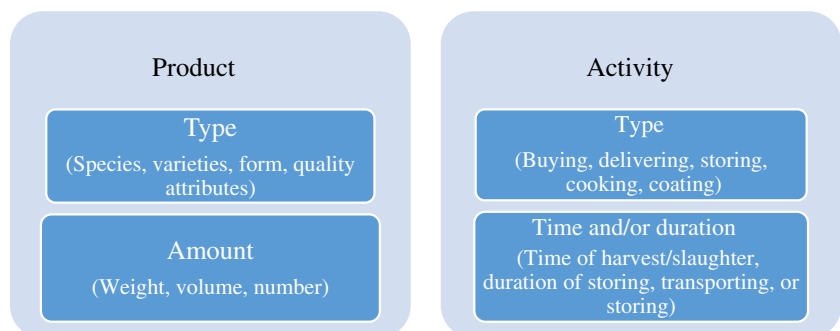 Product
Type
(Species, varieties, form, quality
attributes)
Amount
(Weight, volume, number)
Activity
Type
(Buying, delivering, storing,
cooking, coating)
Time and/or duration
(Time of harvest/slaughter,
duration of storing, transporting, or
storing)